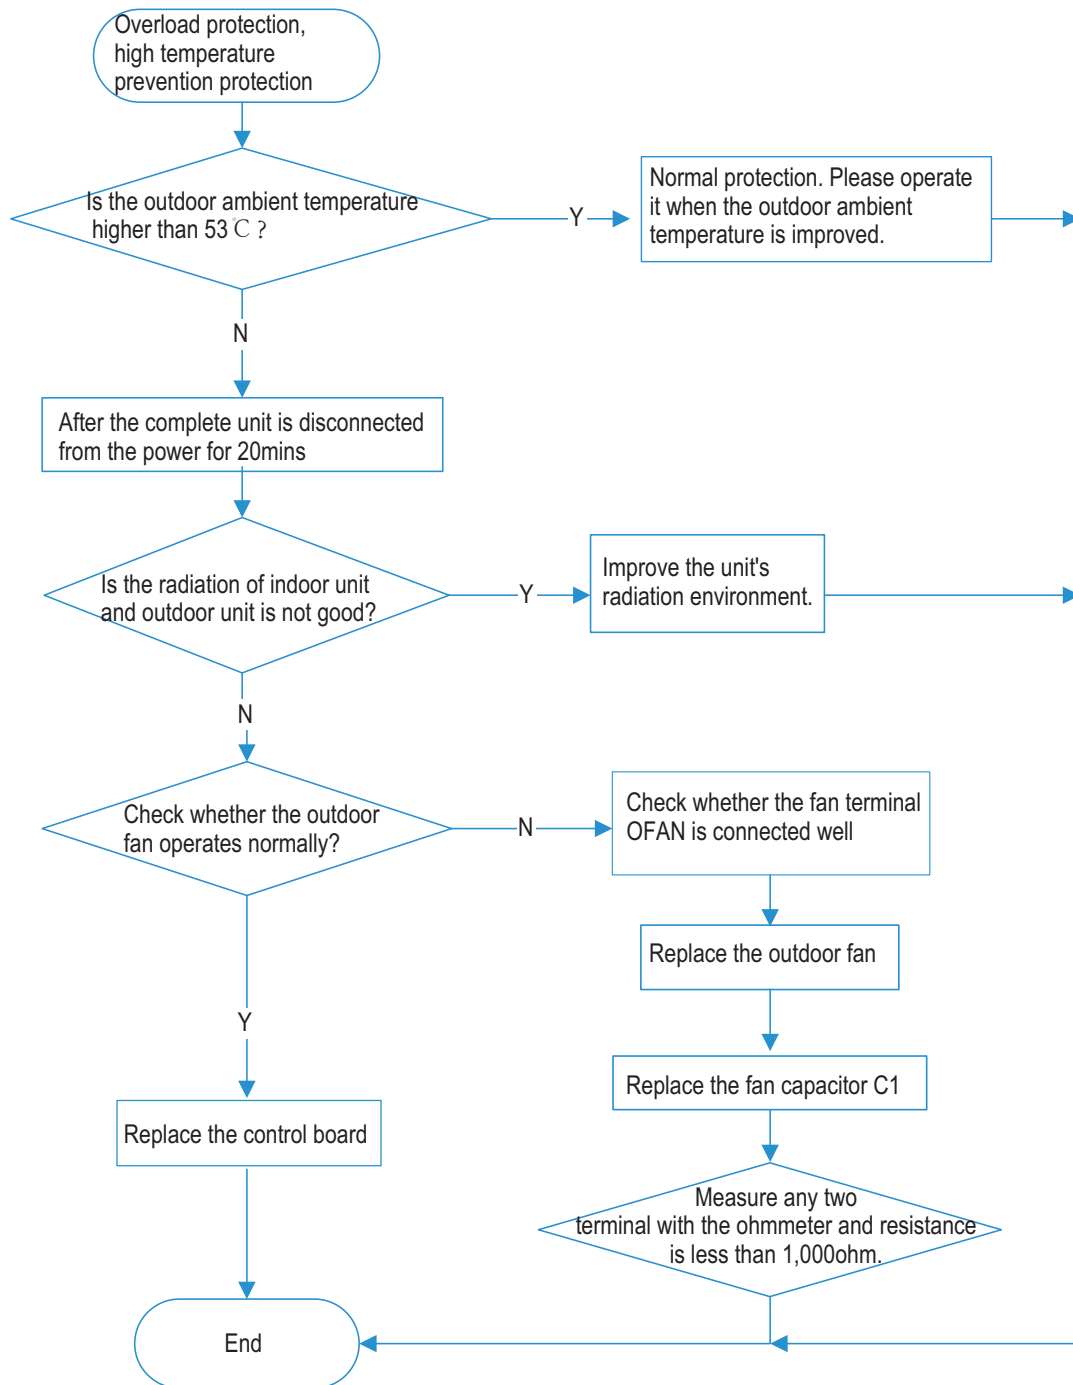 Overload protection,
high temperature
prevention protection
Is the outdoor ambient temperature
higher than 53℃ ?
Y
Normal protection. Please operate
it when the outdoor ambient
temperature is improved.
N
After the complete unit is disconnected
from the power for 20mins
Is the radiation of indoor unit
and outdoor unit is not good?
Y
Improve the unit's
radiation environment.
N
Check whether the outdoor
fan operates normally?
N
Check whether the fan terminal
OFAN is connected well
Replace the outdoor fan
Y
Replace the fan capacitor C1
Replace the control board
Measure any two
terminal with the ohmmeter and resistance
is less than 1,000ohm.
End